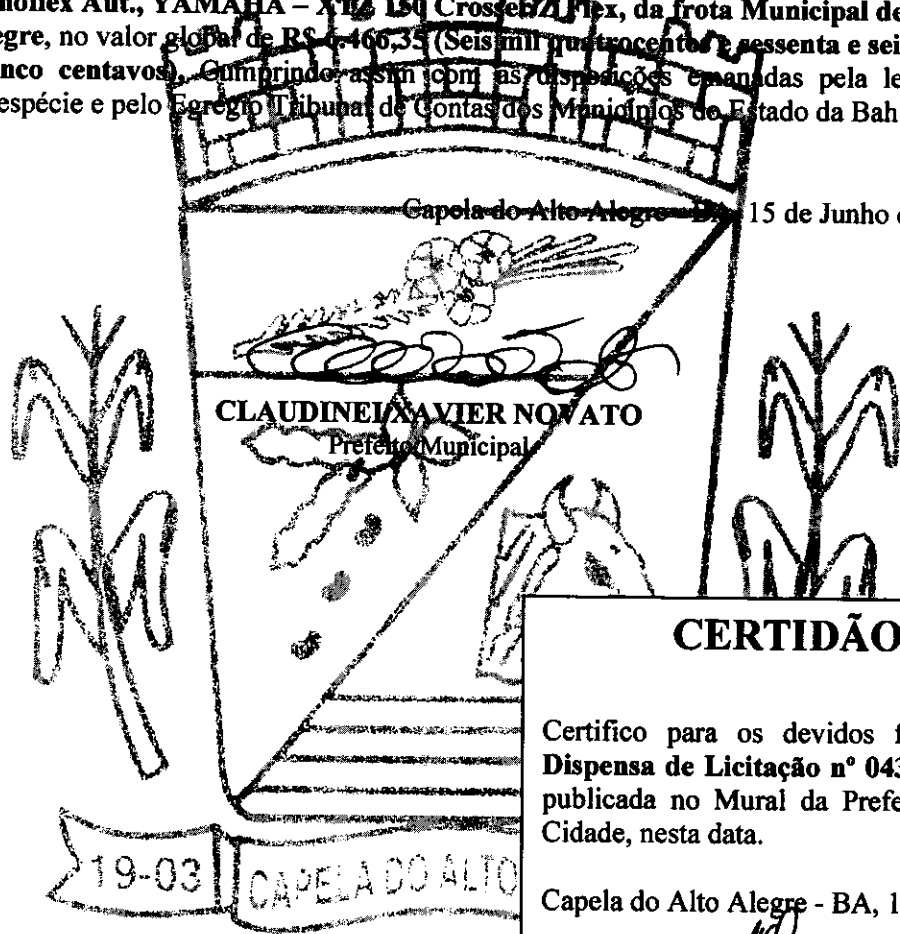 Aut., YAMAHA – XTZ 150 Crosser Z Flex, da frota Municipal de
egre, no valor global de R$ 6.466,35 (Seis mil quatrocentos e sessenta e sei
nco centavos), Cumprindo assim com as disposições emanadas pela le
espécie e pelo Egrégio Tribunal de Contas dos Municípios do Estado da Bah
Capela do Alto Alegre – BA, 15 de Junho
CLAUDINEI XAVIER NOVATO
Prefeito Municipal
CERTIDÃO
Certifico para os devidos f
Dispensa de Licitação nº 043
publicada no Mural da Prefe
Cidade, nesta data.
Capela do Alto Alegre - BA, 1
19-03 CAPELA DO ALTO